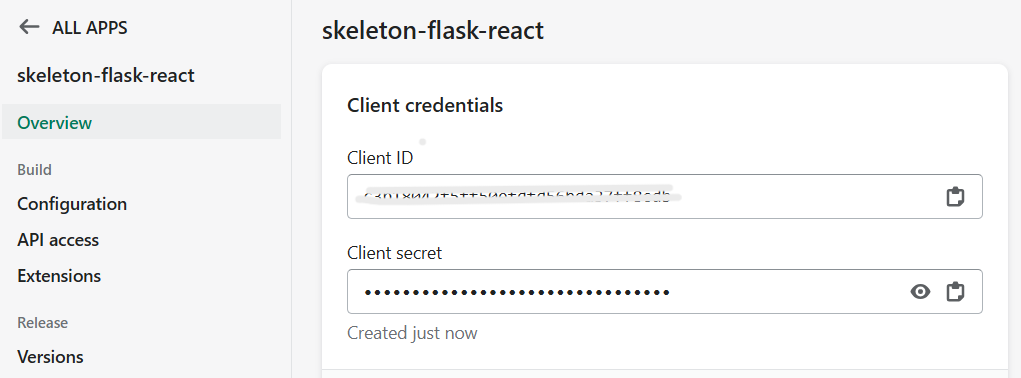 ALL APPS
skeleton-flask-react
Overview
Build
Configuration
API access
Extensions
Release
Versions
skeleton-flask-react
Client credentials
Client ID
Client secret
••••••••••••••••••••••••••••••••
Created just now